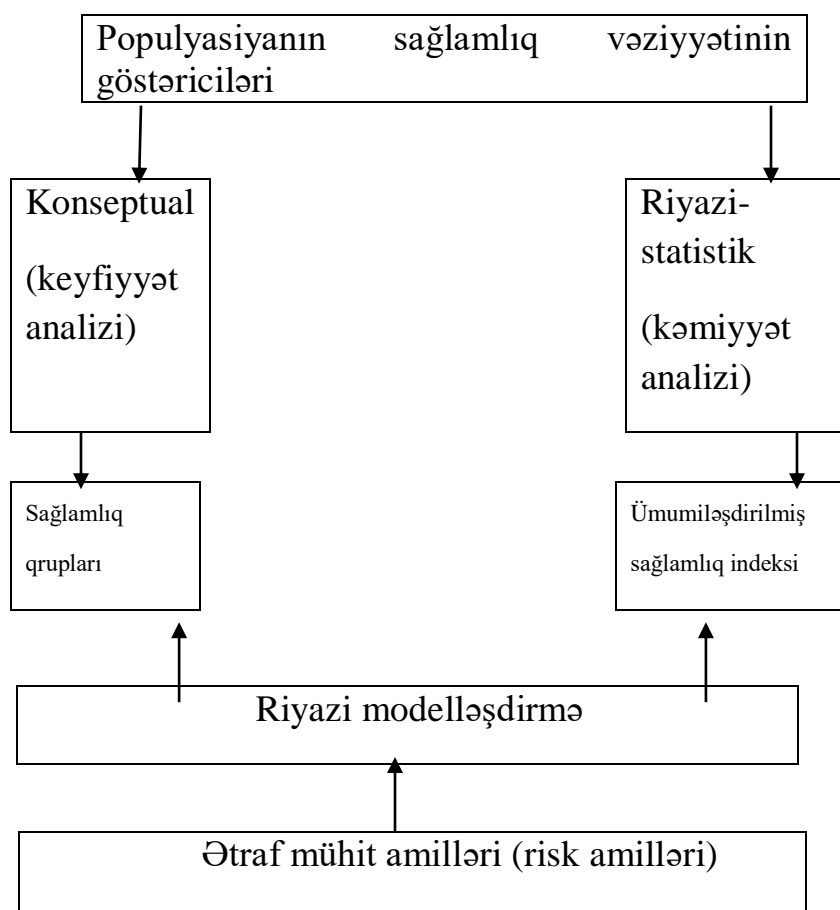 Populyasiyanın sağlamlıq vəziyyətinin
göstəriciləri
Konseptual
(keyfiyyət
analizi)
Riyazi-
statistik
(kəmiyyət
analizi)
Sağlamlıq
qrupları
Ümumiləşdirilmiş
sağlamlıq indeksi
Riyazi modelləşdirmə
Ətraf mühit amilləri (risk amilləri)